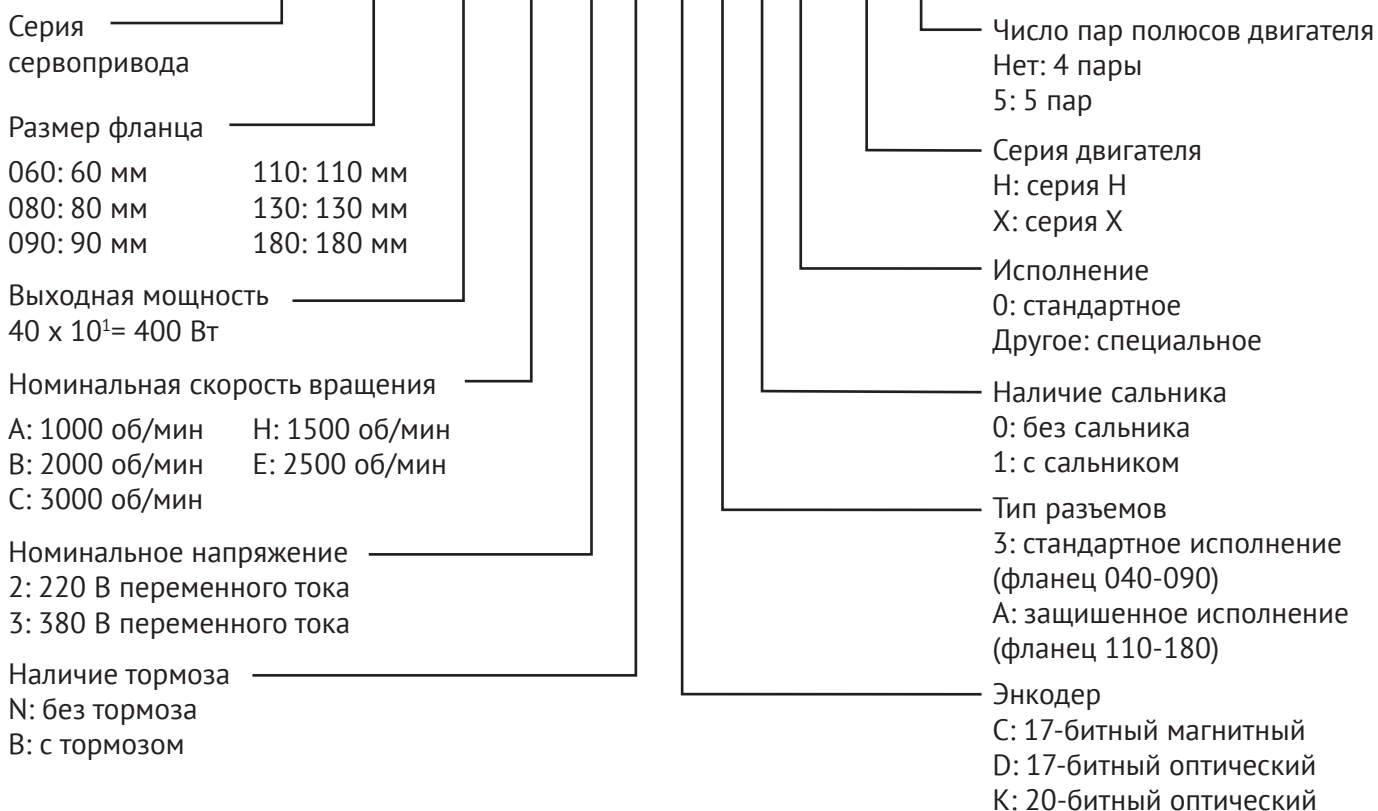 Серия
сервопривода
Размер фланца
060: 60 мм 110: 110 мм
080: 80 мм 130: 130 мм
090: 90 мм 180: 180 мм
Выходная мощность
40 x 10¹= 400 Вт
Номинальная скорость вращения
A: 1000 об/мин H: 1500 об/мин
B: 2000 об/мин E: 2500 об/мин
C: 3000 об/мин
Номинальное напряжение
2: 220 В переменного тока
3: 380 В переменного тока
Наличие тормоза
N: без тормоза
B: с тормозом
Число пар полюсов двигателя
Нет: 4 пары
5: 5 пар
Серия двигателя
H: серия H
X: серия X
Исполнение
0: стандартное
Другое: специальное
Наличие сальника
0: без сальника
1: с сальником
Тип разъемов
3: стандартное исполнение
(фланец 040-090)
A: защишенное исполнение
(фланец 110-180)
Энкодер
C: 17-битный магнитный
D: 17-битный оптический
K: 20-битный оптический